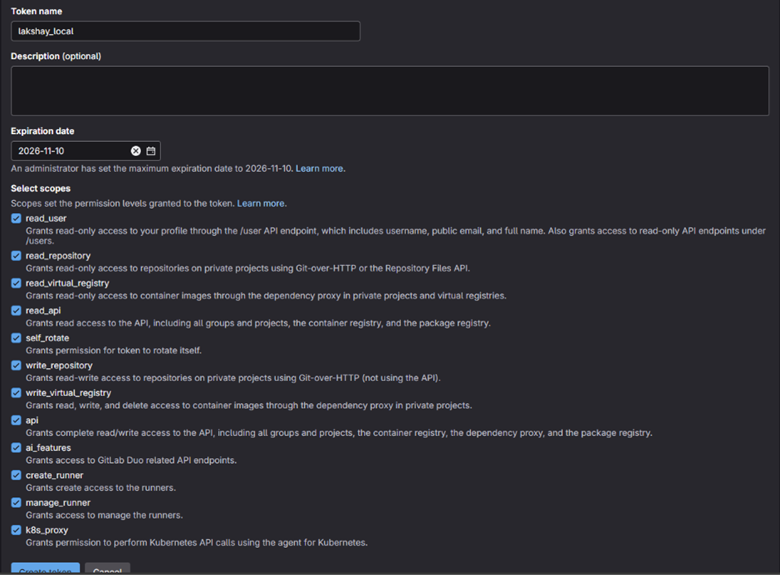 Token name
lakshay_local
Description (optional)
Expiration date
2026-11-10
An administrator has set the maximum expiration date to 2026-11-10. Learn more.
Select scopes
Scopes set the permission levels granted to the token. Learn more.
read_user
Grants read-only access to your profile through the /user API endpoint, which includes username, public email, and full name. Also grants access to read-only API endpoints under
/users.
read_repository
Grants read-only access to repositories on private projects using Git-over-HTTP or the Repository Files API.
read_virtual_registry
Grants read-only access to container images through the dependency proxy in private projects and virtual registries.
read_api
Grants read access to the API, including all groups and projects, the container registry, and the package registry.
self_rotate
Grants permission for token to rotate itself.
write_repository
Grants read-write access to repositories on private projects using Git-over-HTTP (not using the API).
write_virtual_registry
Grants read, write, and delete access to container images through the dependency proxy in private projects.
api
Grants complete read/write access to the API, including all groups and projects, the container registry, the dependency proxy, and the package registry.
ai_features
Grants access to GitLab Duo related API endpoints.
create_runner
Grants create access to the runners.
manage_runner
Grants access to manage the runners.
k8s_proxy
Grants permission to perform Kubernetes API calls using the agent for Kubernetes.
Create token Cancel